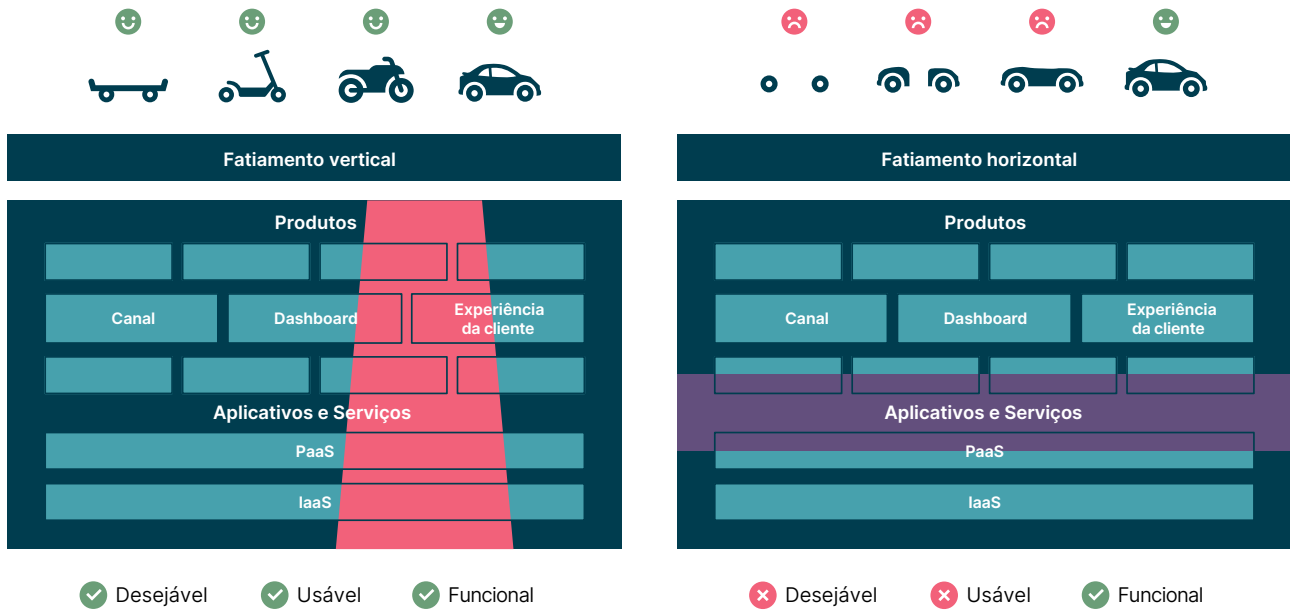 Fatiamento vertical
Produtos
Canal
Dashboard
Experiência
da cliente
Aplicativos e Serviços
PaaS
IaaS
Desejável
Usável
Funcional
Fatiamento horizontal
Produtos
Canal
Dashboard
Experiência
da cliente
Aplicativos e Serviços
PaaS
IaaS
Desejável
Usável
Funcional